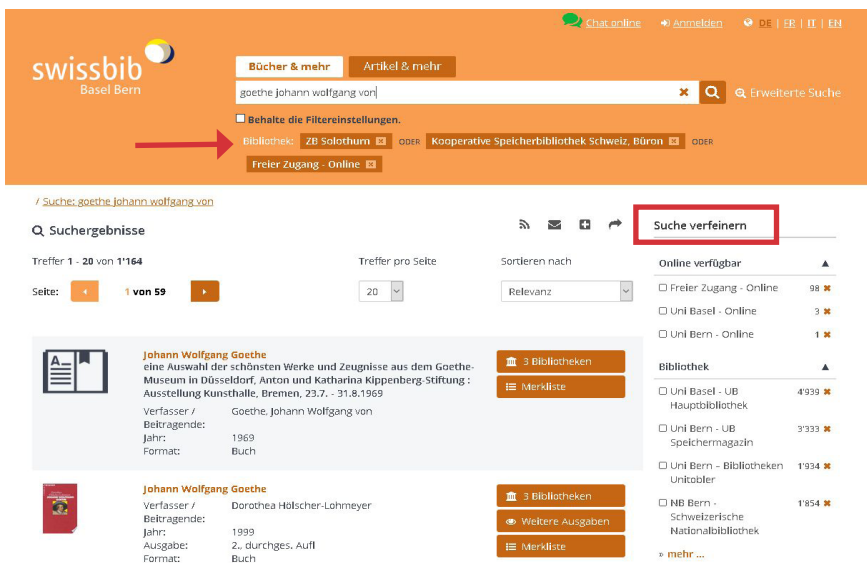 Chat online Anmelden DE | FR | IT | EN
swissbib
Basel Bern
Bücher & mehr Artikel & mehr
goethe johann wolfgang von
Erweiterte Suche
Behalte die Filtereinstellungen.
Bibliothek: ZB Solothurn ODER Kooperative Speicherbibliothek Schweiz, Büron ODER
Freier Zugang - Online
/ Suche: goethe johann wolfgang von
Suchergebnisse
Suche verfeinern
Treffer 1 - 20 von 1'164
Treffer pro Seite
Sortieren nach
Seite: 1 von 59
20
Relevanz
Johann Wolfgang Goethe
eine Auswahl der schönsten Werke und Zeugnisse aus dem Goethe-
Museum in Düsseldorf, Anton und Katharina Kippenberg-Stiftung :
Ausstellung Kunsthalle, Bremen, 23.7. - 31.8.1969
Verfasser / Goethe, Johann Wolfgang von
Beitragende:
Jahr: 1969
Format: Buch
3 Bibliotheken
Merkliste
Johann Wolfgang Goethe
Verfasser / Dorothea Hölscher-Lohmeyer
Beitragende:
Jahr: 1999
Ausgabe: 2., durchges. Aufl
Format: Buch
3 Bibliotheken
Weitere Ausgaben
Merkliste
Online verfügbar
Freier Zugang - Online 98
Uni Basel - Online 3
Uni Bern - Online 1
Bibliothek
Uni Basel - UB 4'939
Hauptbibliothek
Uni Bern - UB 3'333
Speichermagazin
Uni Bern – Bibliotheken 1'934
Unitobler
NB Bern - 1'854
Schweizerische
Nationalbibliothek
» mehr ...